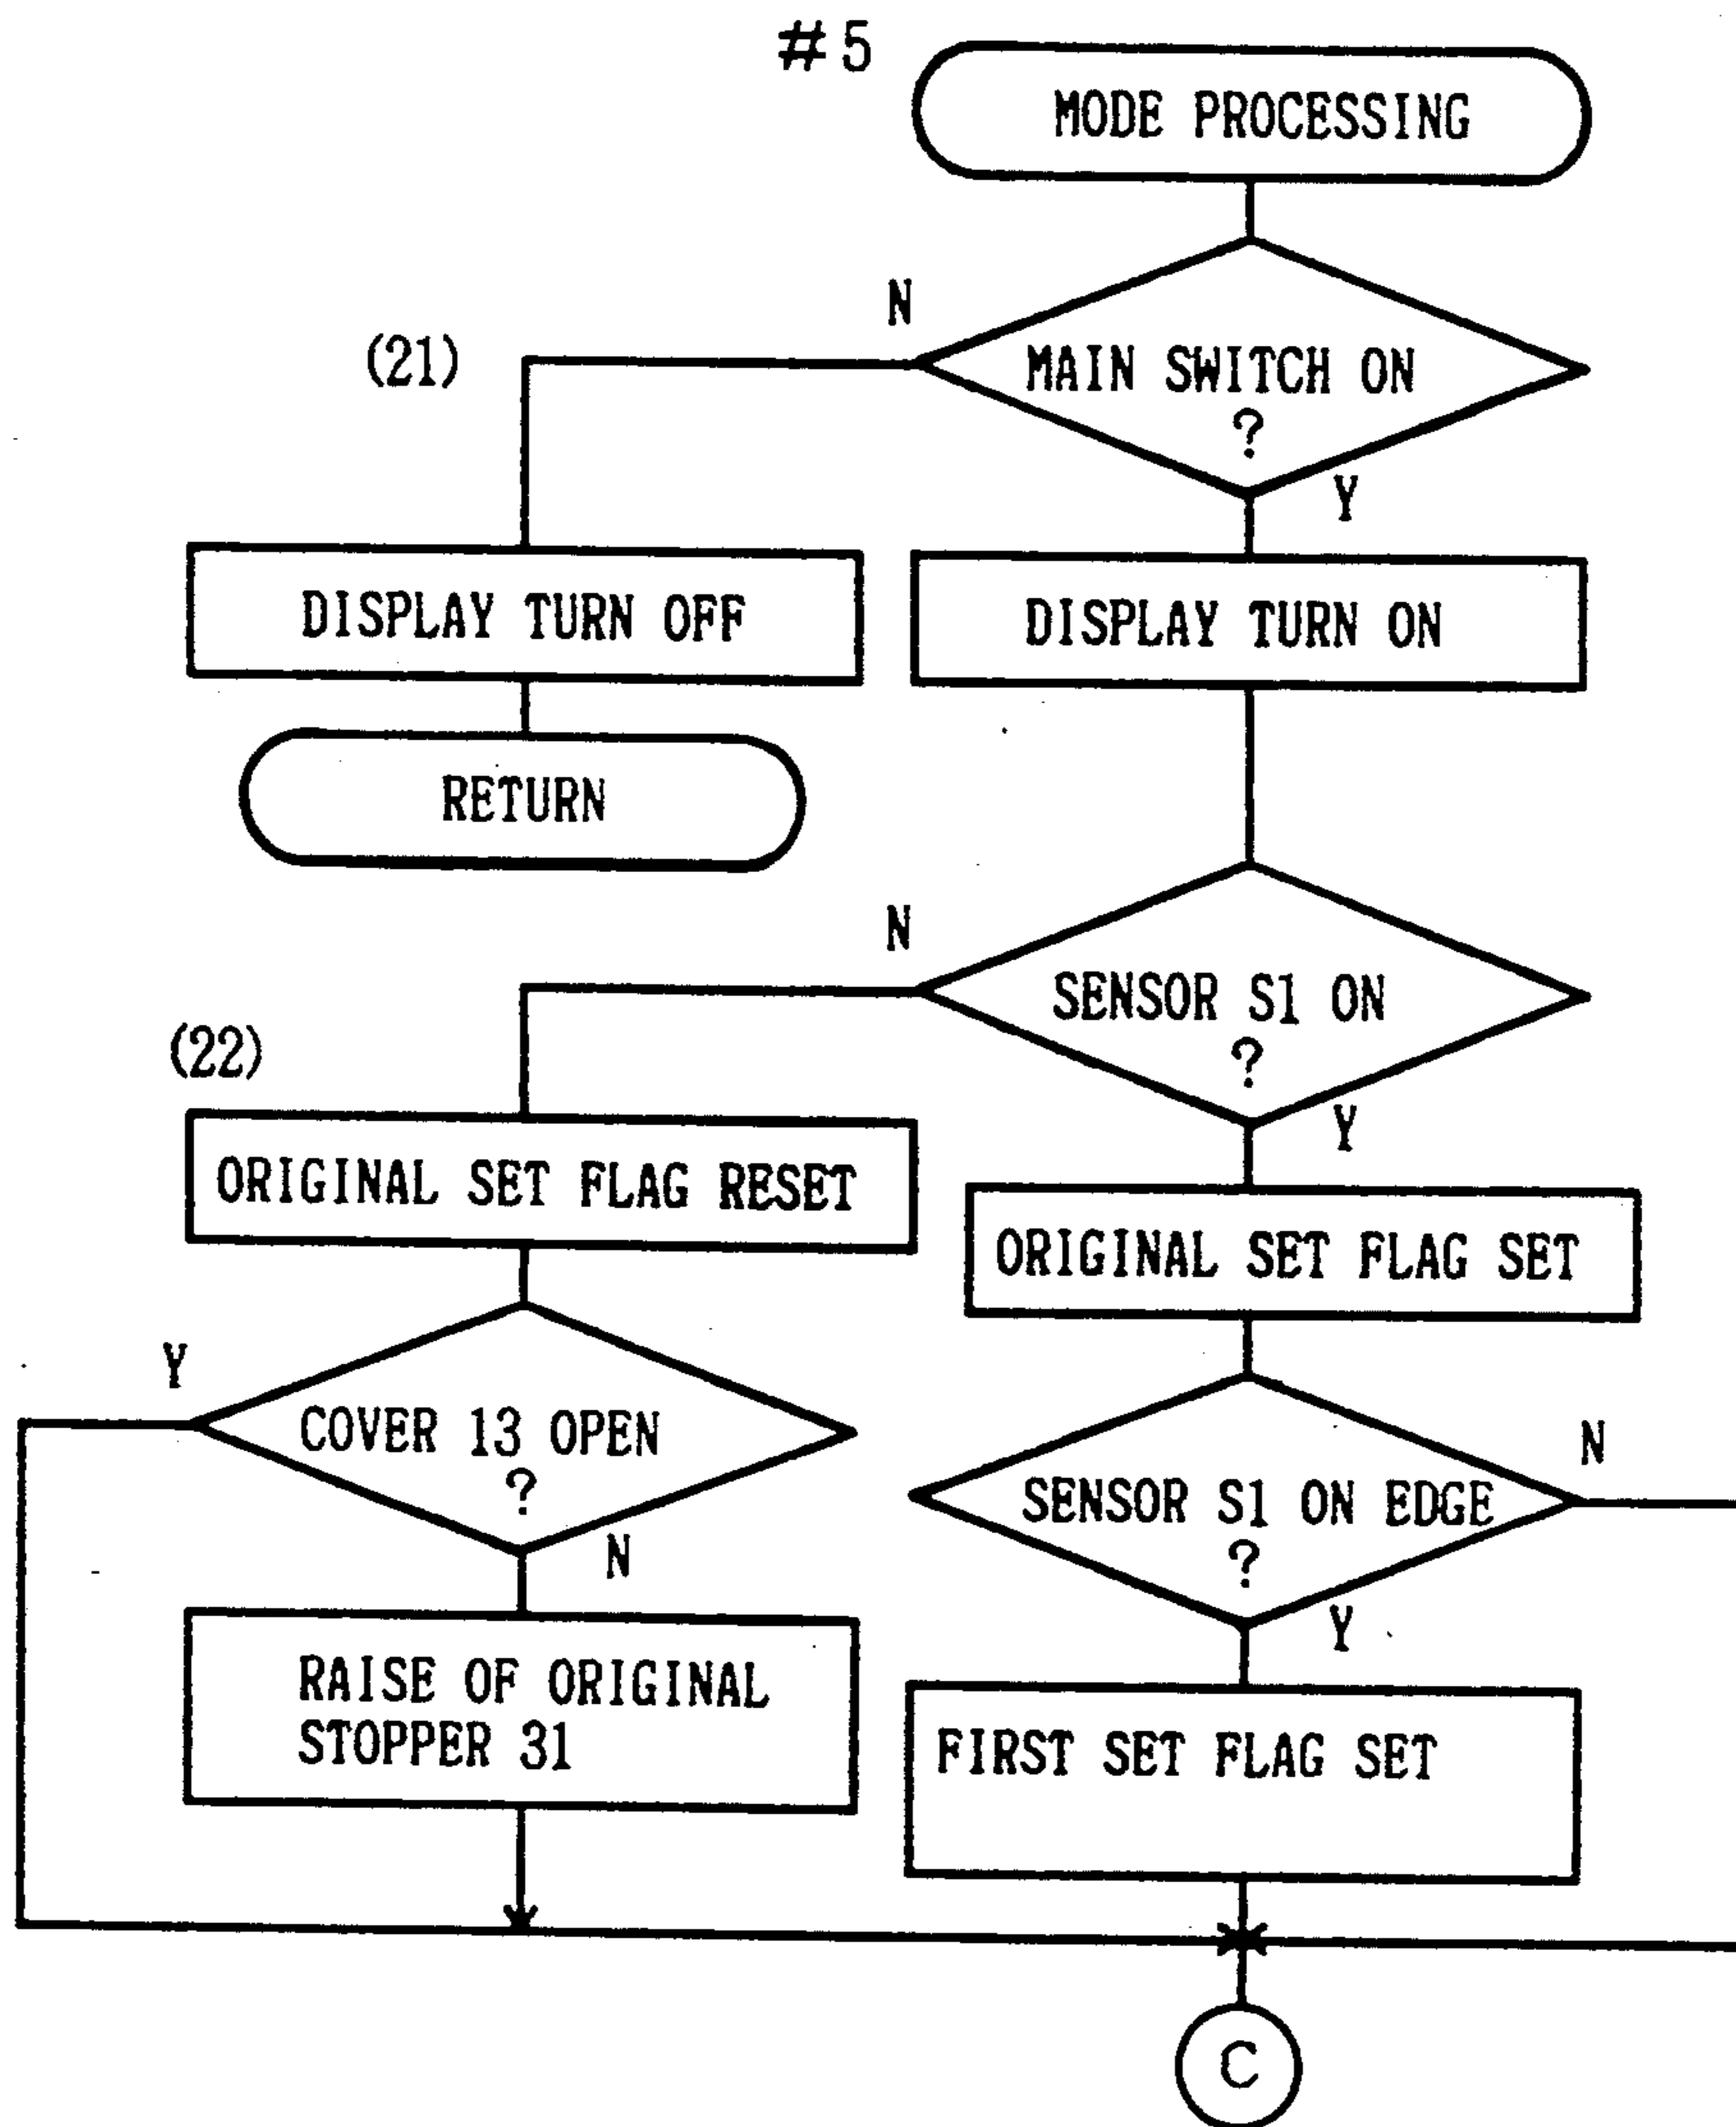 #5
MODE PROCESSING
N
(21)
MAIN SWITCH ON
?
Y
DISPLAY TURN OFF
DISPLAY TURN ON
RETURN
N
SENSOR S1 ON
?
(22)
Y
ORIGINAL SET FLAG RESET
ORIGINAL SET FLAG SET
Y
COVER 13 OPEN
?
N
N
SENSOR S1 ON EDGE
?
Y
RAISE OF ORIGINAL
STOPPER 31
FIRST SET FLAG SET
C